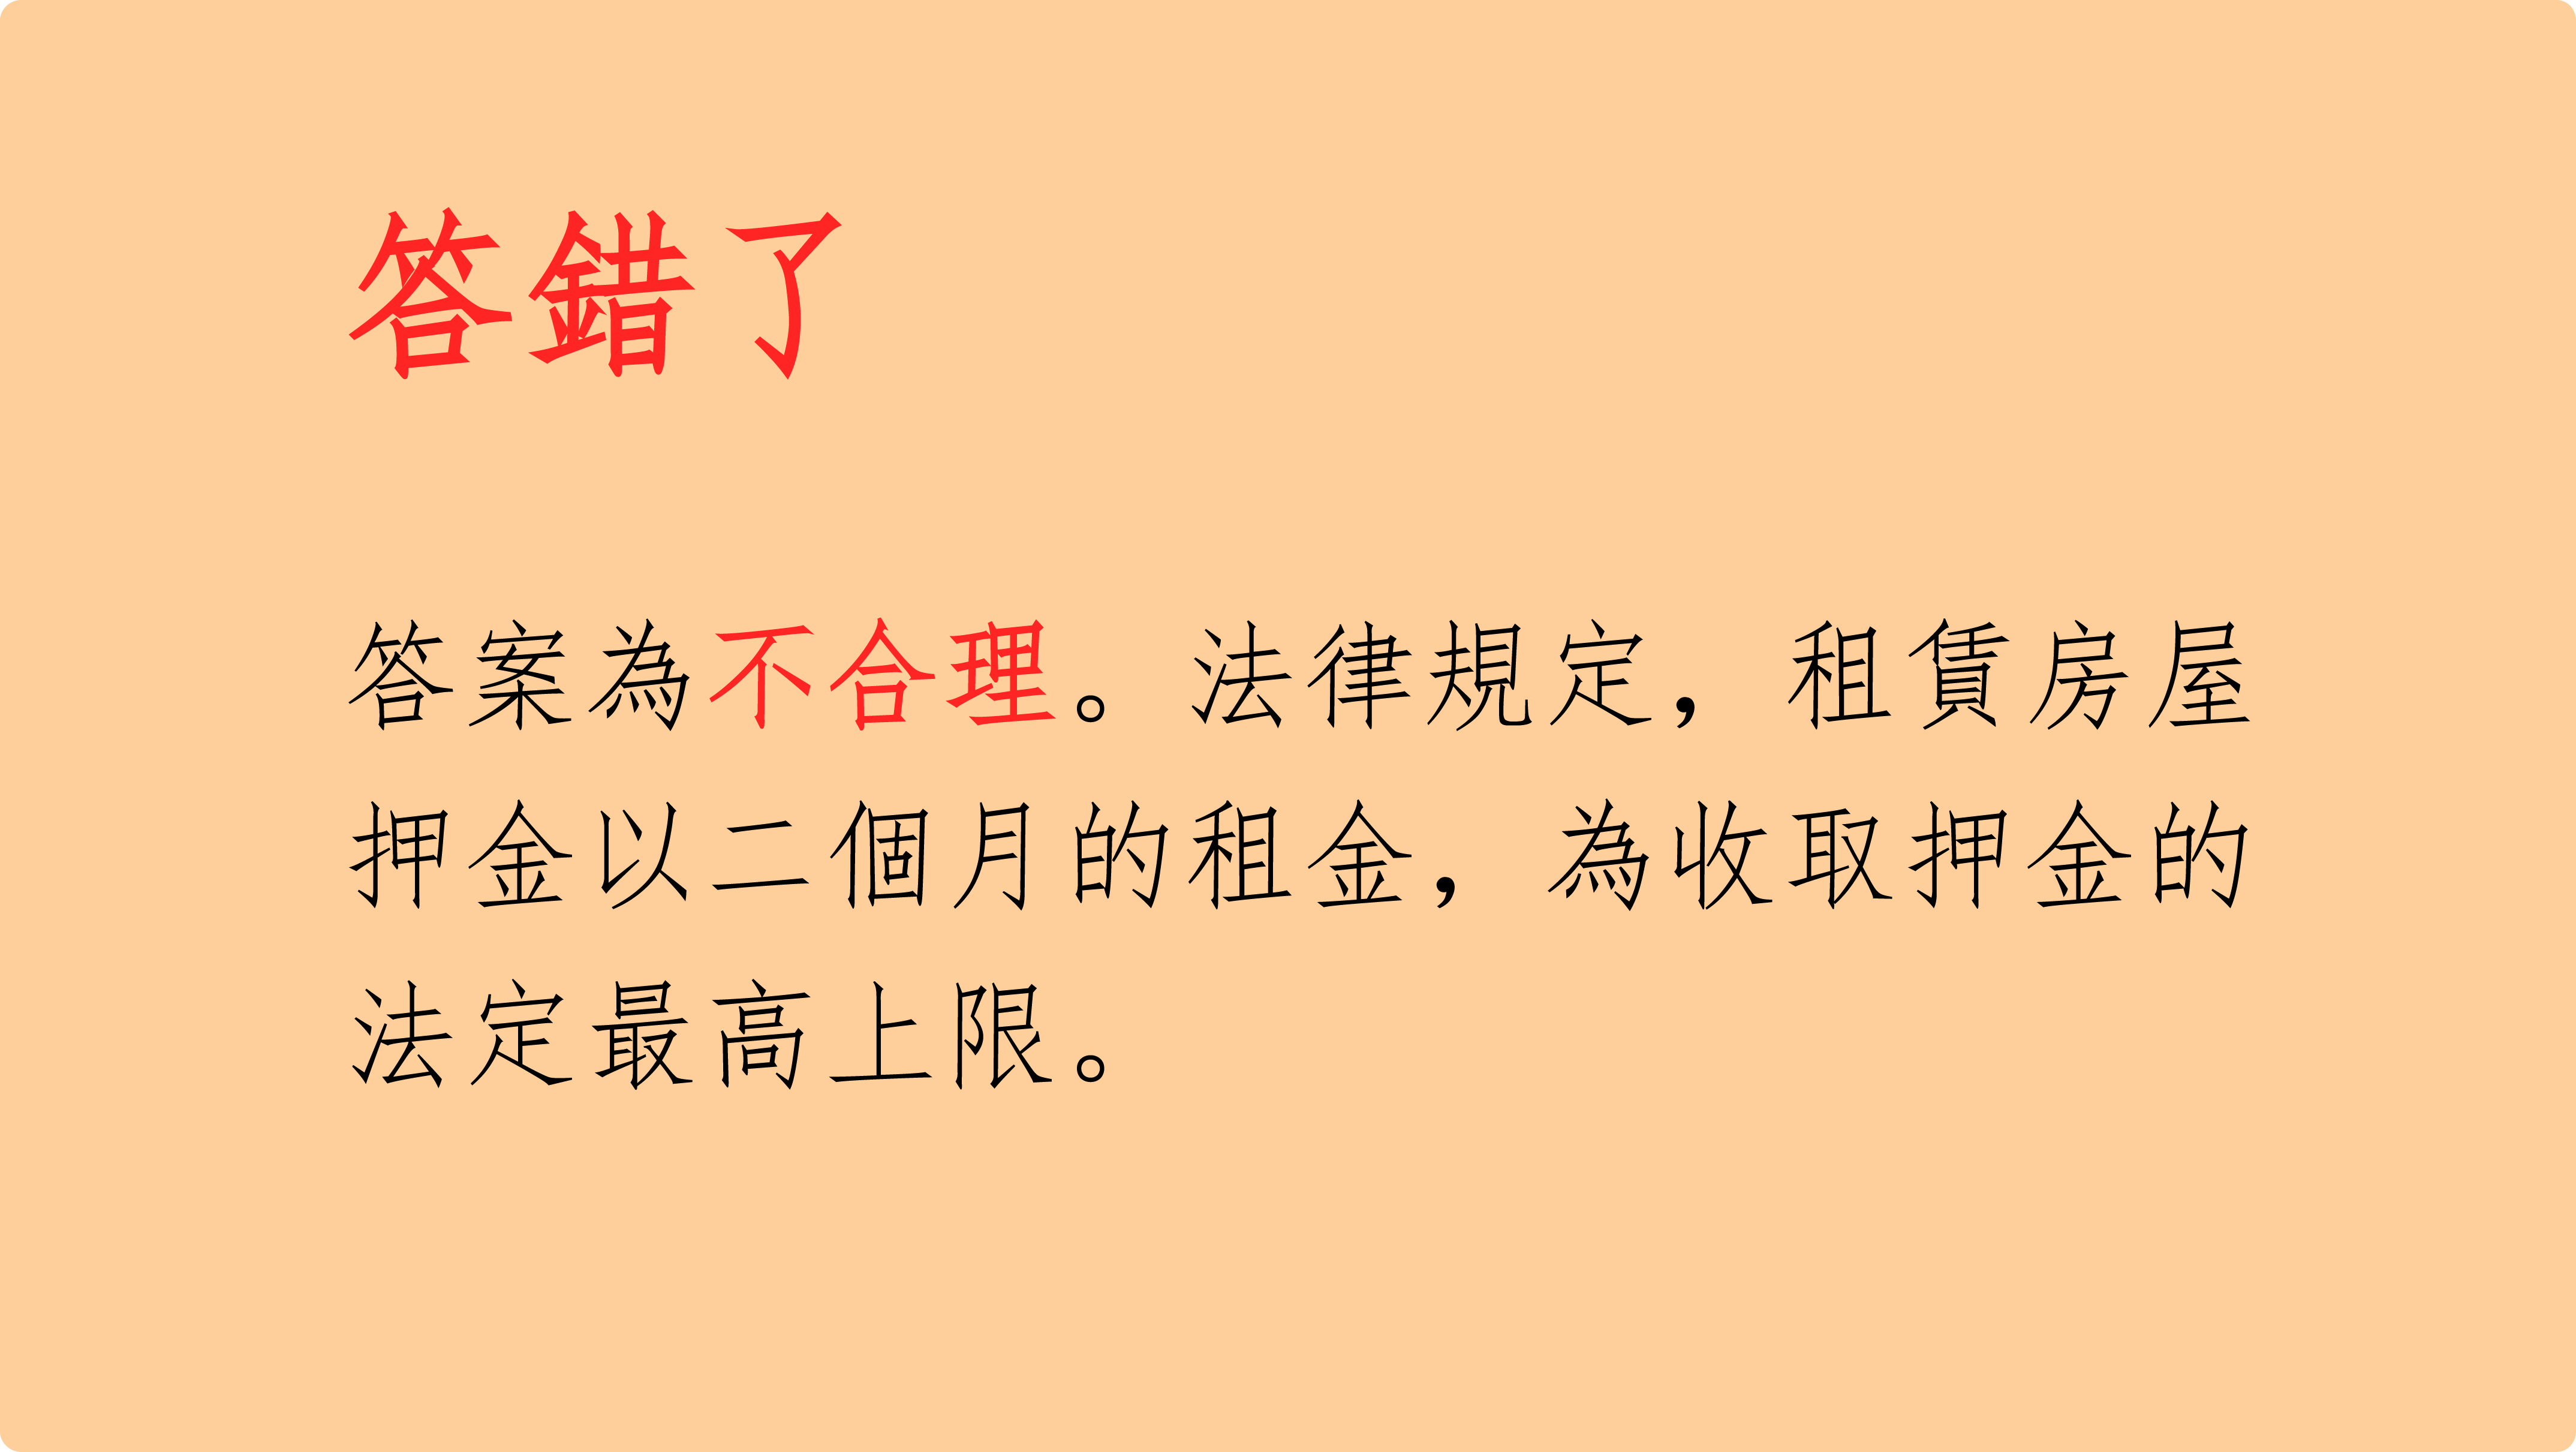 答錯了
答案為不合理。法律規定，租賃房屋
押金以二個月的租金，為收取押金的
法定最高上限。